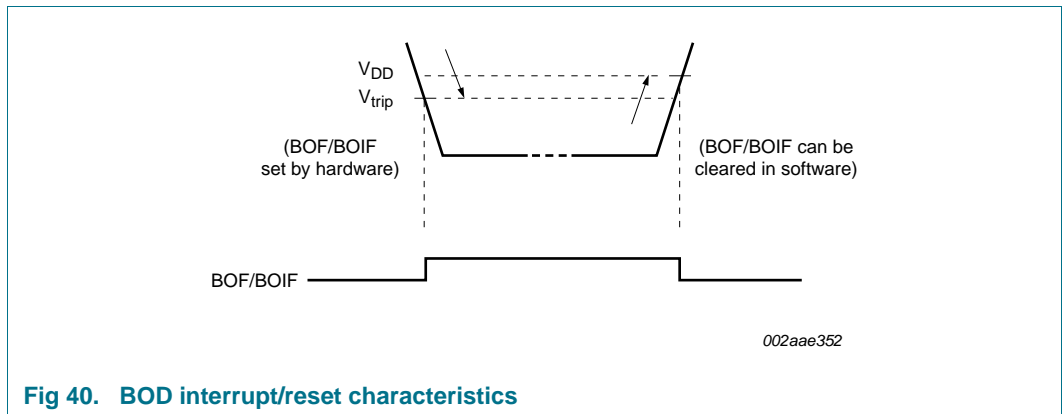 VDD
Vtrip
(BOF/BOIF
set by hardware)
(BOF/BOIF can be
cleared in software)
BOF/BOIF
002aae352
Fig 40. BOD interrupt/reset characteristics